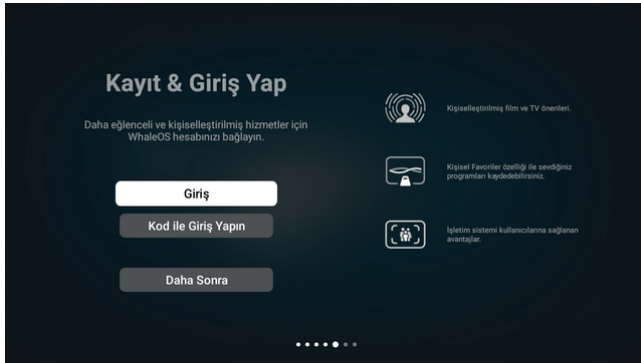 Kayıt & Giriş Yap
Daha eğlenceli ve kişiselleştirilmiş hizmetler için
WhaleOS hesabınızı bağlayın.
Giriş
Kod ile Giriş Yapın
Daha Sonra
Kişiselleştirilmiş film ve TV önerileri.
Kişisel Favoriler özelliği ile sevdiğiniz
programları kaydedebilirsiniz.
İşletim sistemi kullanıcılarına sağlanan
avantajlar.